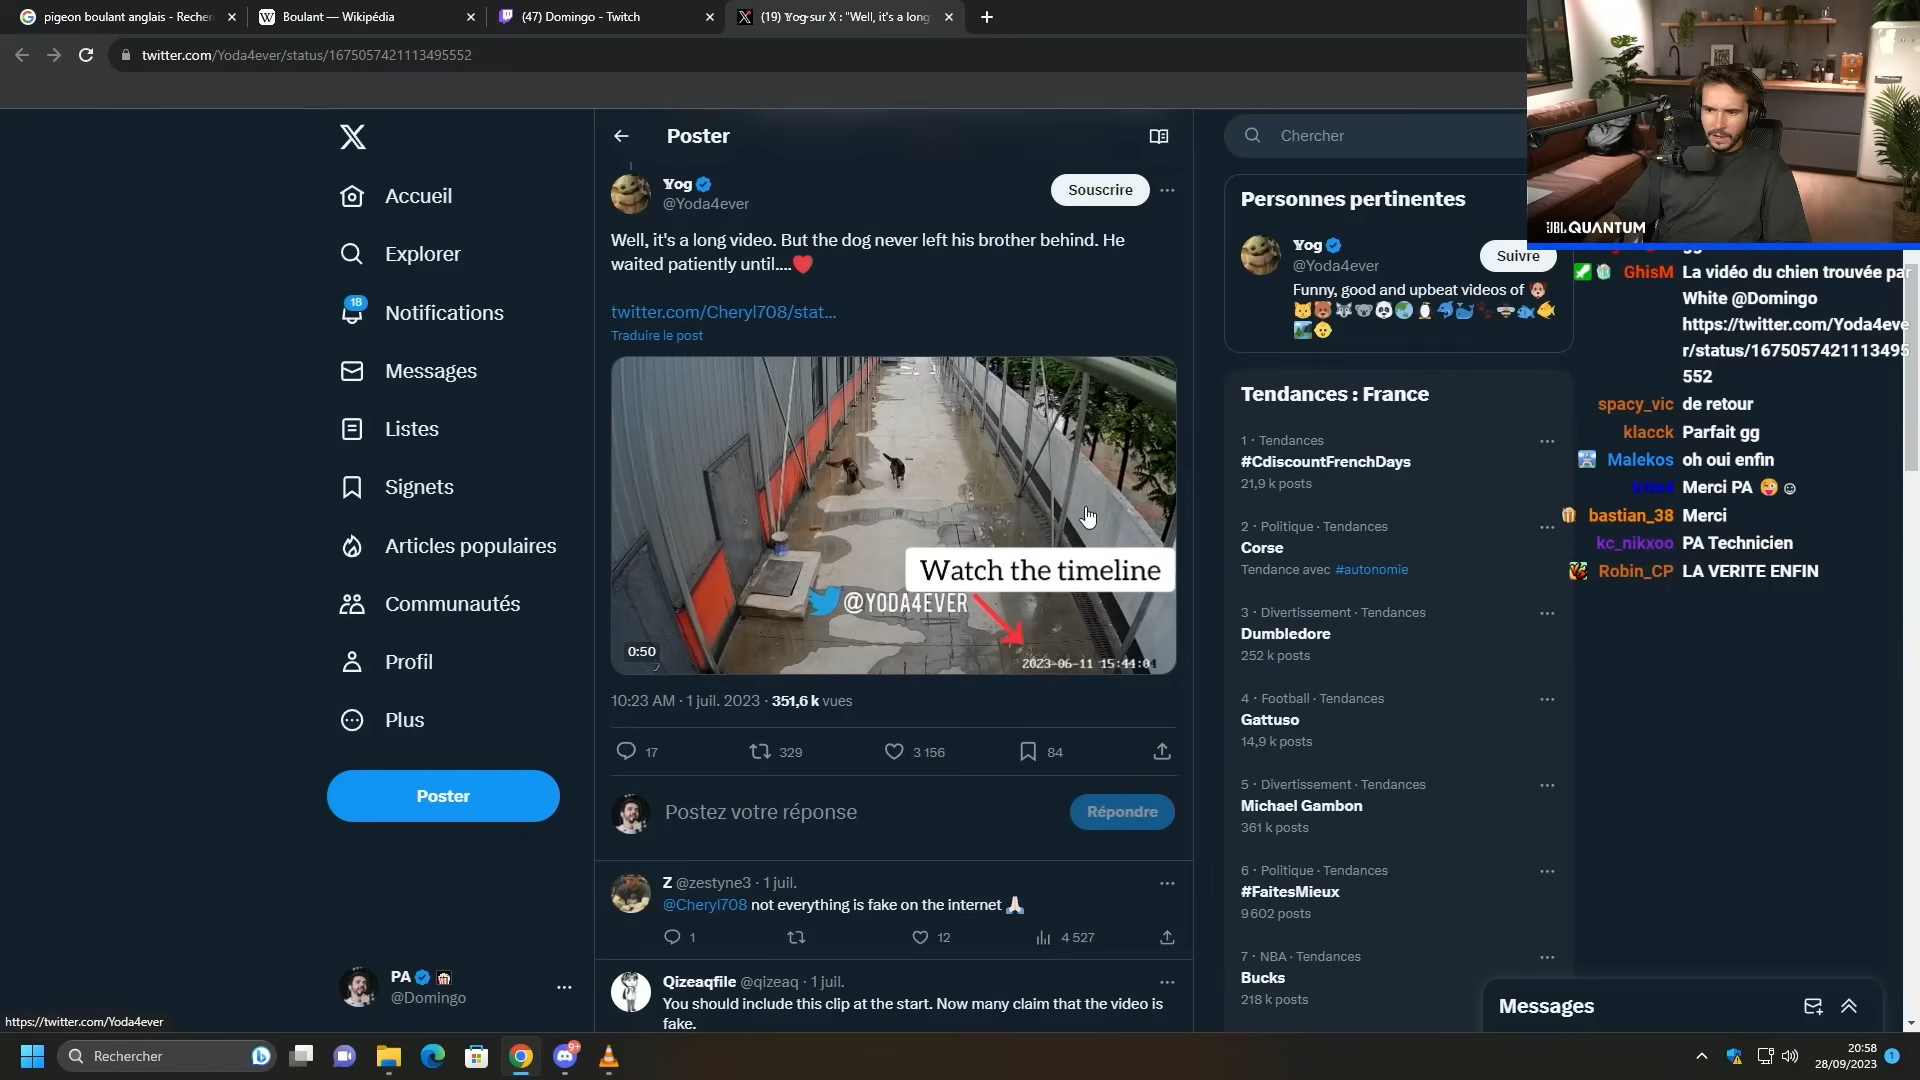 pigeon boulant anglais - Recher
Boulant — Wikipédia
(47) Domingo - Twitch
(19) Yog sur X : "Well, it's a long
twitter.com/Yoda4ever/status/1675057421113495552
Accueil
Explorer
18
Notifications
Messages
Listes
Signets
Articles populaires
Communautés
Profil
Plus
Poster
PA
@Domingo
https://twitter.com/Yoda4ever
Poster
Yog
@Yoda4ever
Souscrire
Well, it's a long video. But the dog never left his brother behind. He
waited patiently until....❤️
twitter.com/Cheryl708/stat...
Traduire le post
Watch the timeline
@YODA4EVER
0:50
2023-06-11 15:44:04
10:23 AM · 1 juil. 2023 · 351,6 k vues
17
329
3 156
84
Postez votre réponse
Répondre
Z @zestyne3 · 1 juil.
@Cheryl708 not everything is fake on the internet 🙏🏻
1
12
4 527
Qizeaqfile @qizeaq · 1 juil.
You should include this clip at the start. Now many claim that the video is
fake.
Chercher
Personnes pertinentes
Yog
@Yoda4ever
Suivre
Funny, good and upbeat videos of
Tendances : France
1 · Tendances
#CdiscountFrenchDays
21,9 k posts
2 · Politique · Tendances
Corse
Tendance avec #autonomie
3 · Divertissement · Tendances
Dumbledore
252 k posts
4 · Football · Tendances
Gattuso
14,9 k posts
5 · Divertissement · Tendances
Michael Gambon
361 k posts
6 · Politique · Tendances
#FaitesMieux
9 602 posts
7 · NBA · Tendances
Bucks
218 k posts
Messages
JBL QUANTUM
GhisM La vidéo du chien trouvée par
White @Domingo
https://twitter.com/Yoda4eve
r/status/1675057421113495
552
spacy_vic de retour
klacck Parfait gg
Malekos oh oui enfin
Merci PA
bastian_38 Merci
kc_nikxoo PA Technicien
Robin_CP LA VERITE ENFIN
Rechercher
9+
20:58
28/09/2023
1